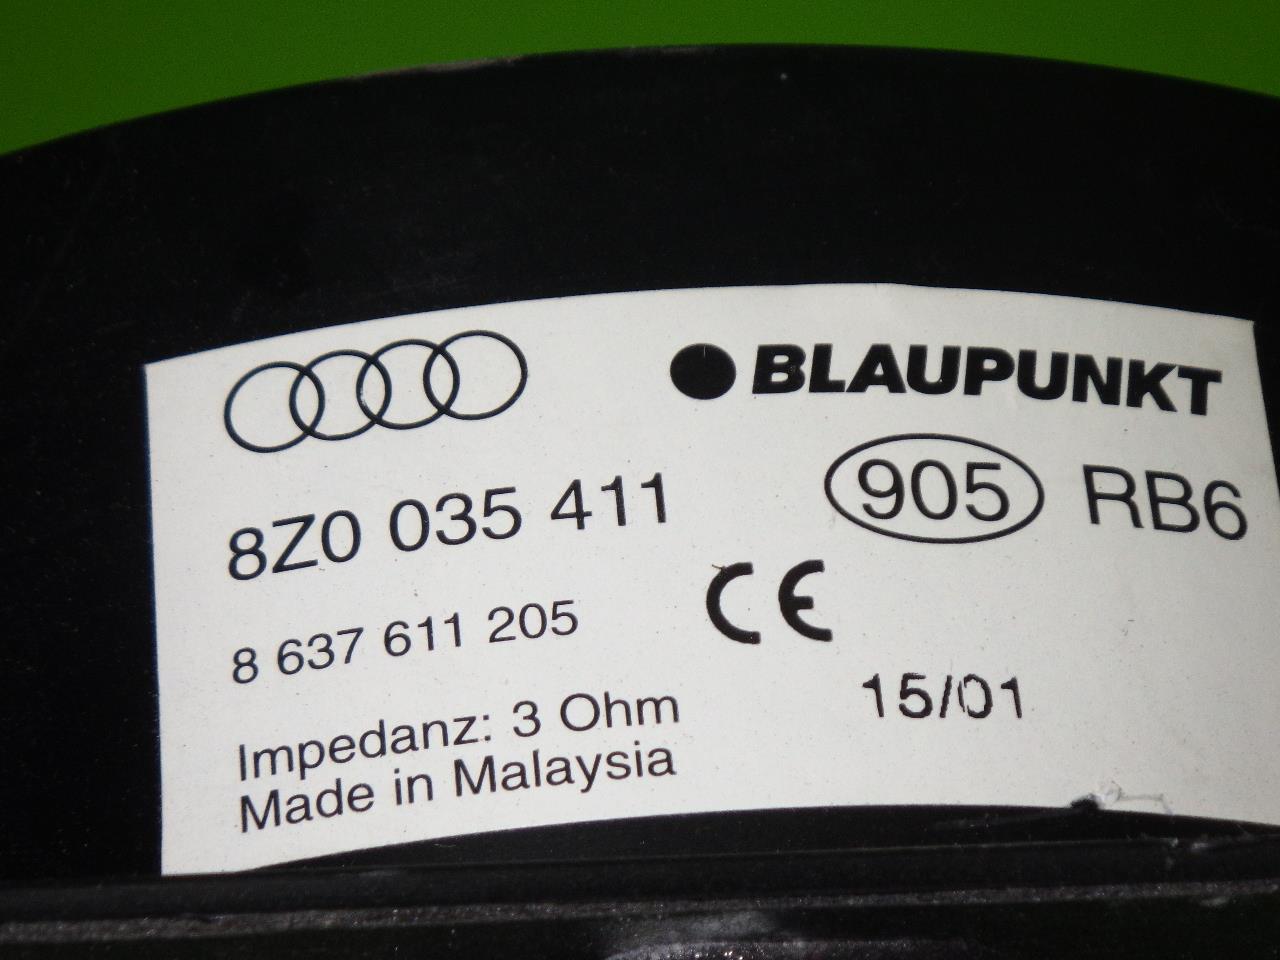 BLAUPUNKT
8Z0 035 411
905 RB6
8 637 611 205
CE
Impedanz: 3 Ohm
15/01
Made in Malaysia